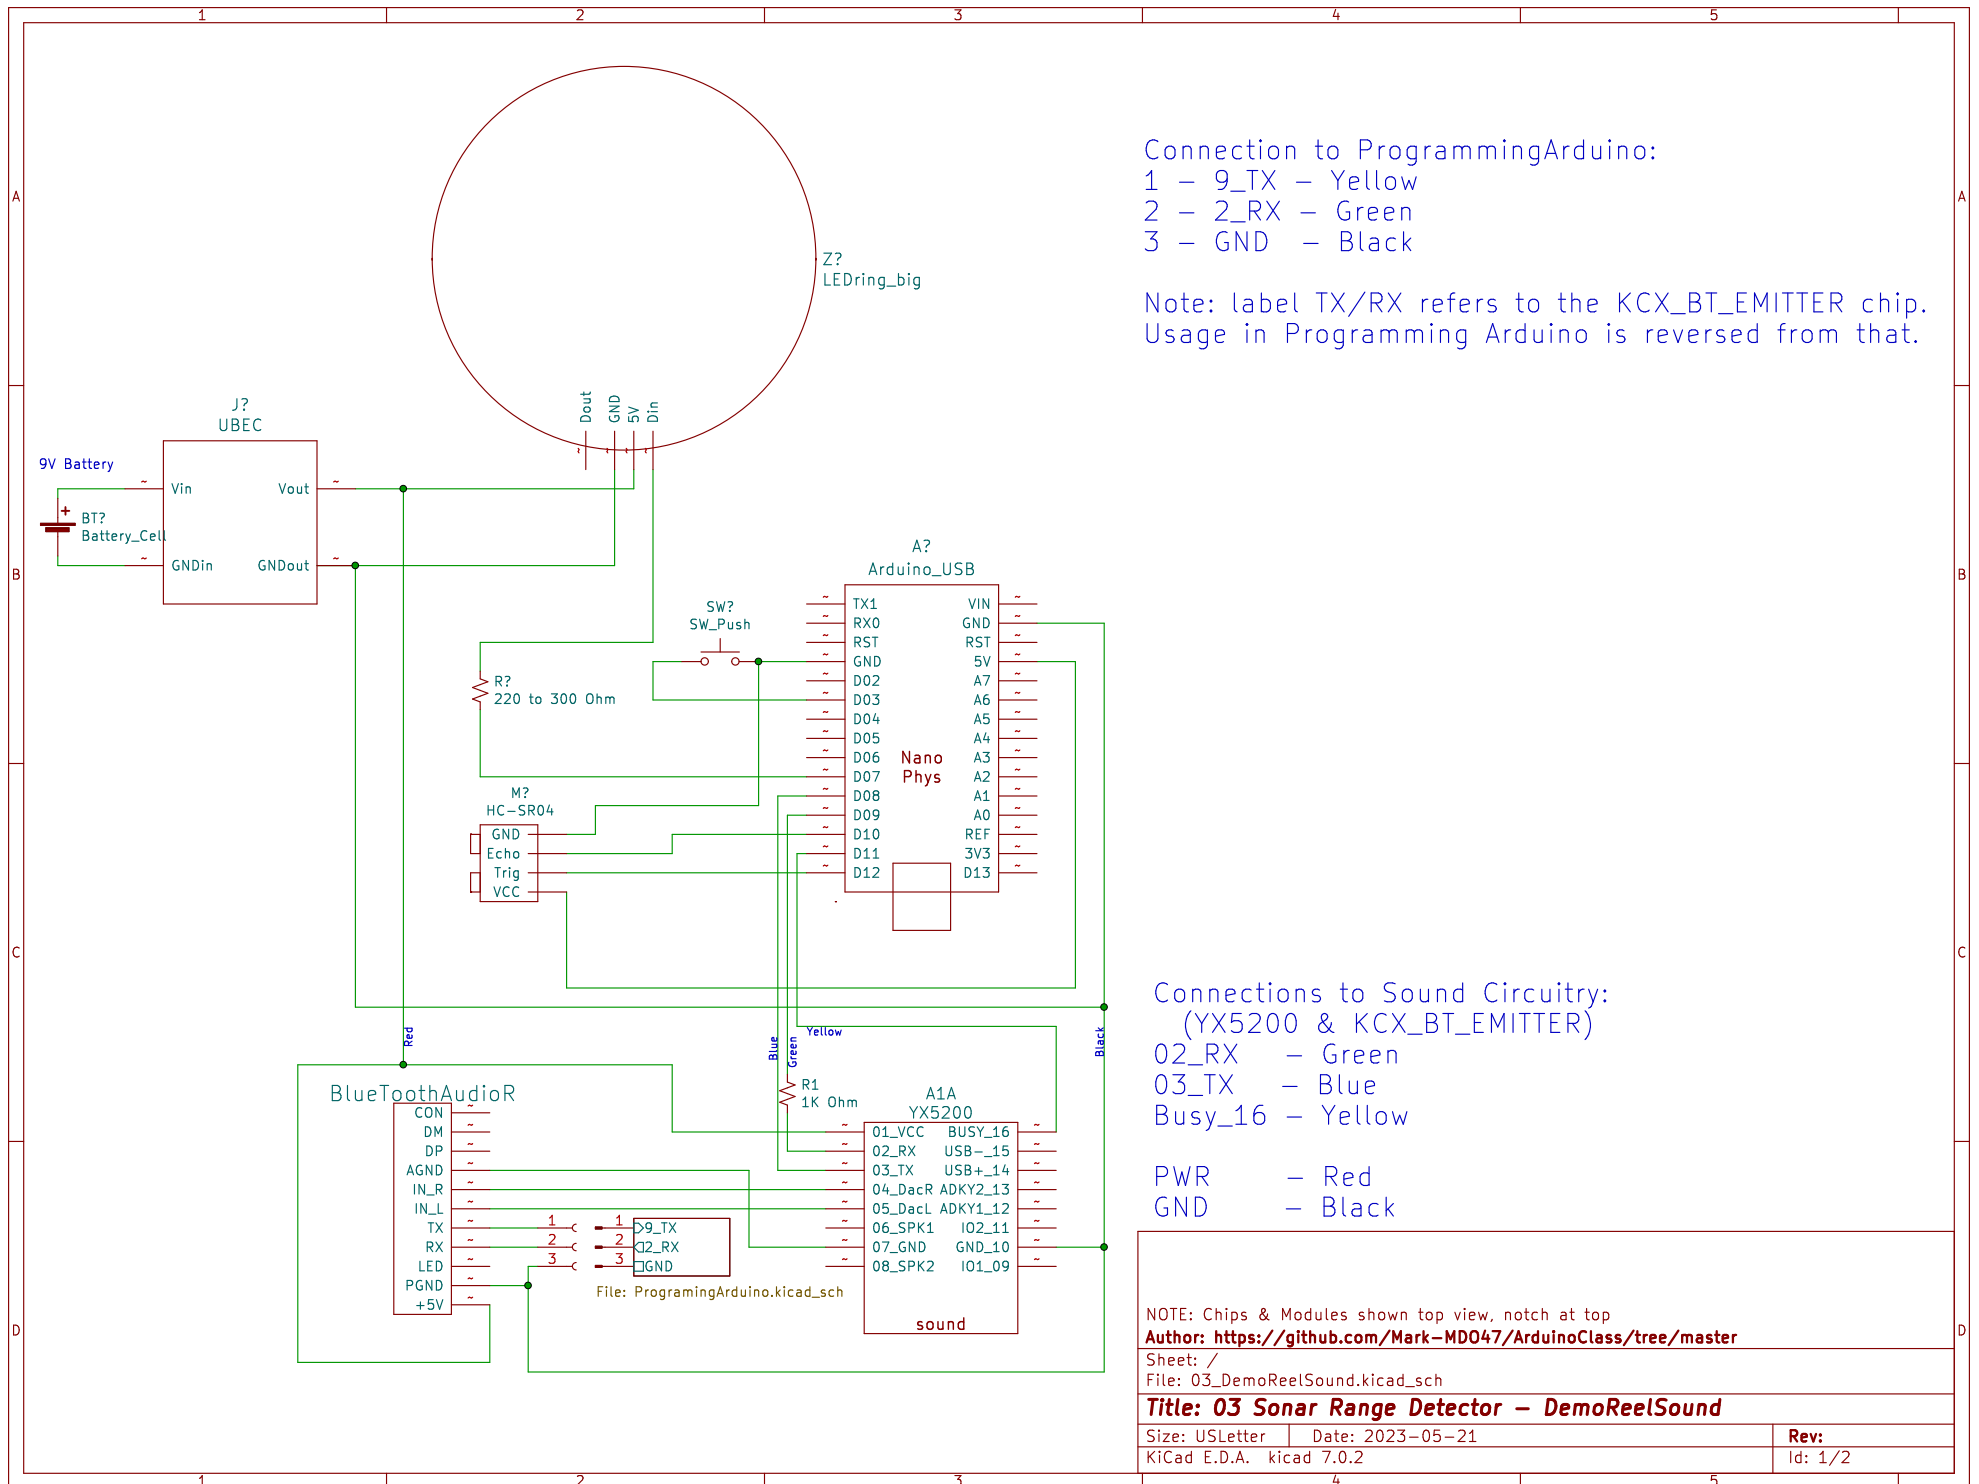 1 2 3 4 5
A A
B B
C C
D D
1 2 3 4 5
Connection to ProgrammingArduino:
1 – 9_TX – Yellow
2 – 2_RX – Green
3 – GND – Black
Note: label TX/RX refers to the KCX_BT_EMITTER chip.
Usage in Programming Arduino is reversed from that.
Z?
LEDring_big
Dout
GND
5V
Din
J?
UBEC
9V Battery
Vin Vout
+
BT?
Battery_Cell
GNDin GNDout
A?
Arduino_USB
TX1 VIN
RX0 GND
RST RST
GND 5V
D02 A7
D03 A6
D04 A5
D05 A4
D06 A3
D07 A2
D08 A1
D09 A0
D10 REF
D11 3V3
D12 D13
Nano
Phys
SW?
SW_Push
R?
220 to 300 Ohm
M?
HC-SR04
GND
Echo
Trig
VCC
Red
Blue
Green
Yellow
Black
R1
1K Ohm
BlueToothAudioR
CON
DM
DP
AGND
IN_R
IN_L
TX
RX
LED
PGND
+5V
1 1 9_TX
2 2 2_RX
3 3 GND
File: ProgramingArduino.kicad_sch
A1A
YX5200
01_VCC BUSY_16
02_RX USB-_15
03_TX USB+_14
04_DacR ADKY2_13
05_DacL ADKY1_12
06_SPK1 IO2_11
07_GND GND_10
08_SPK2 IO1_09
sound
Connections to Sound Circuitry:
(YX5200 & KCX_BT_EMITTER)
02_RX – Green
03_TX – Blue
Busy_16 – Yellow
PWR – Red
GND – Black
NOTE: Chips & Modules shown top view, notch at top
Author: https://github.com/Mark-MDO47/ArduinoClass/tree/master
Sheet: /
File: 03_DemoReelSound.kicad_sch
Title: 03 Sonar Range Detector – DemoReelSound
Size: USLetter Date: 2023-05-21 Rev:
KiCad E.D.A. kicad 7.0.2 Id: 1/2